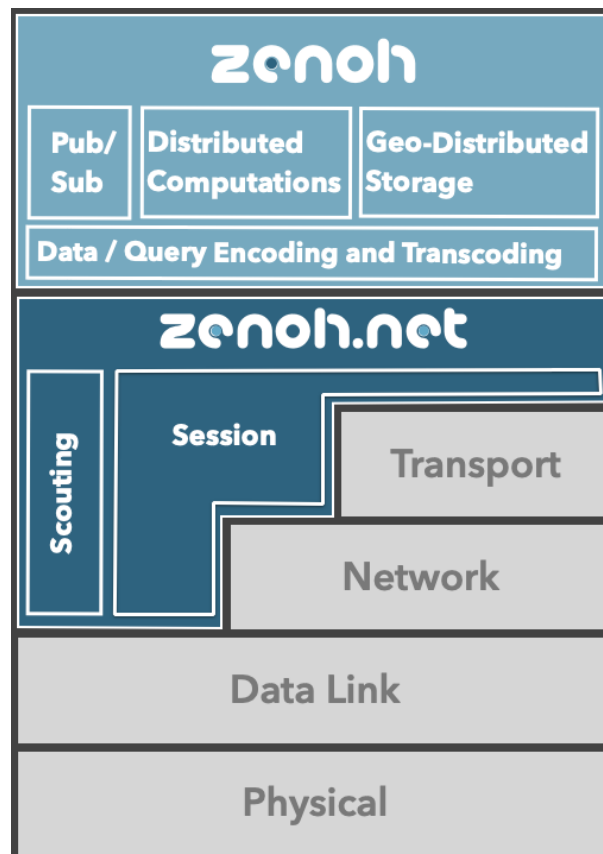 zenoh
Pub/
Sub
Distributed
Computations
Geo-Distributed
Storage
Data / Query Encoding and Transcoding
zenoh.net
Scouting
Session
Transport
Network
Data Link
Physical